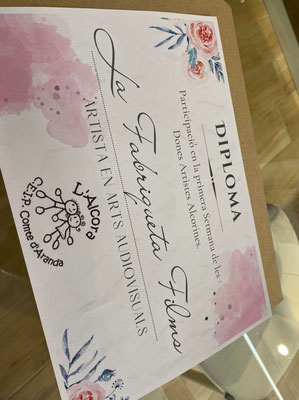 DIPLOMA
Participació en la primera Setmana de les
Dones Artistes Alcorines.
La Fabriqueta Films
ARTISTA EN ARTS AUDIOVISUALS
L'Alcora
C.E.I.P. Comte d'Aranda